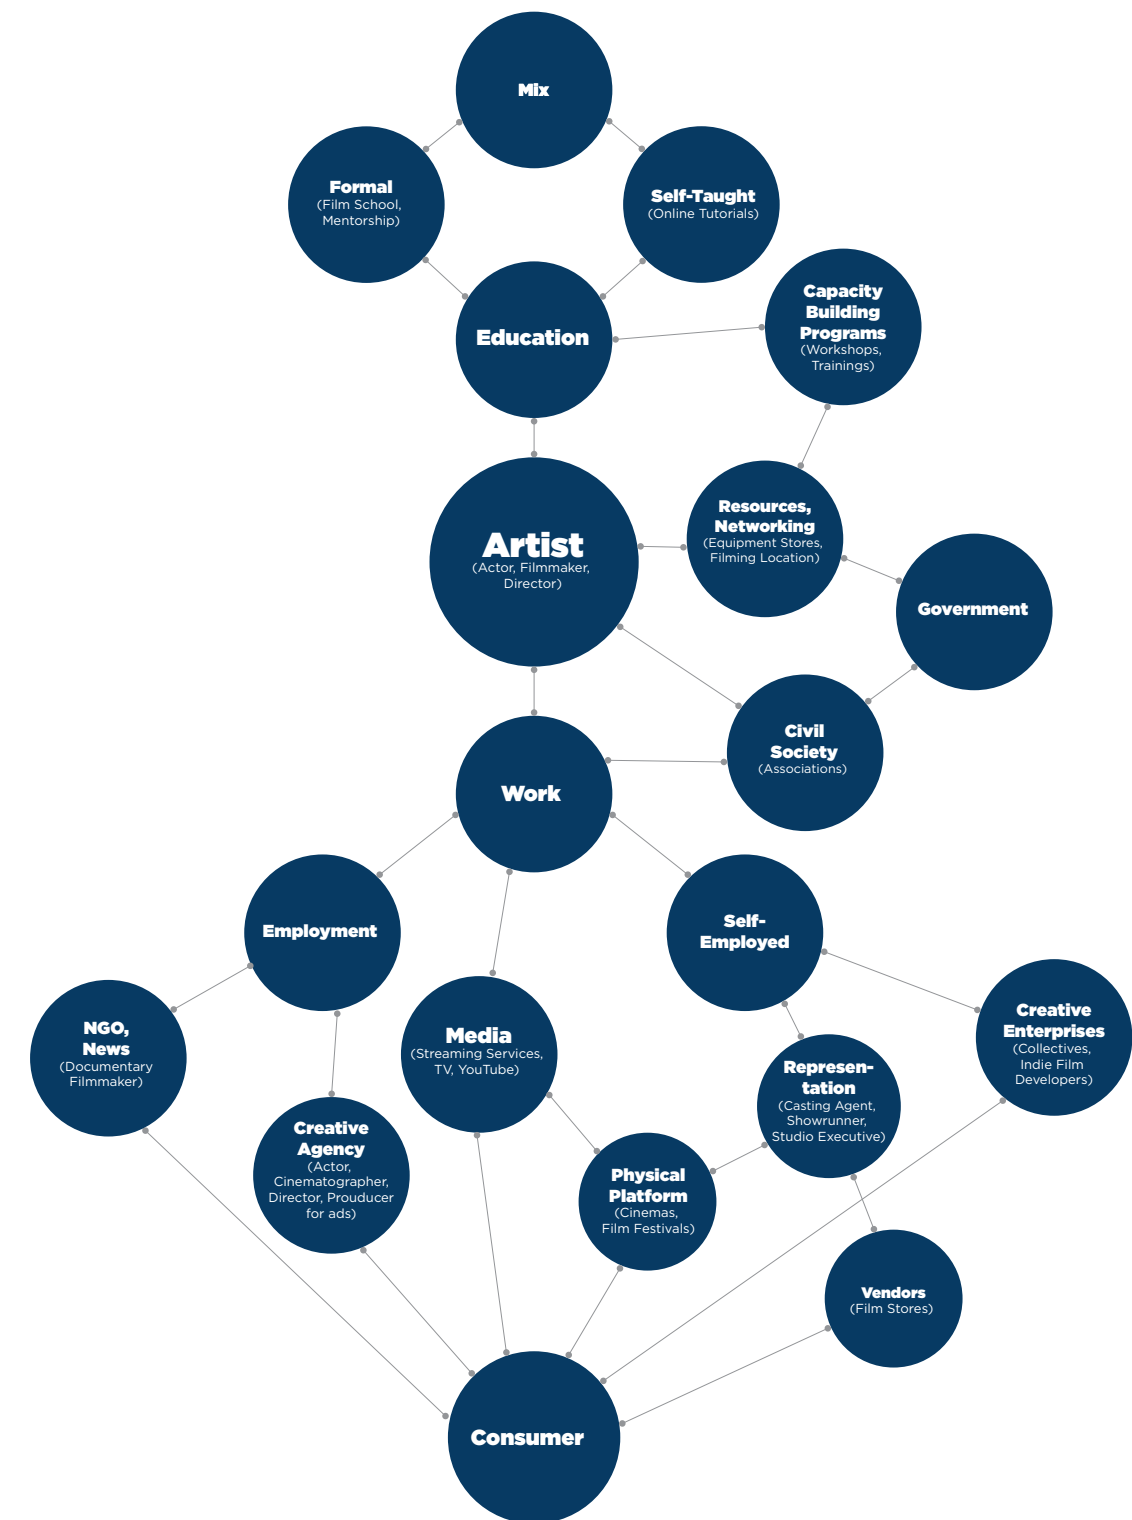 Mix
Formal
(Film School,
Mentorship)
Self-Taught
(Online Tutorials)
Education
Capacity
Building
Programs
(Workshops,
Trainings)
Artist
(Actor, Filmmaker,
Director)
Resources,
Networking
(Equipment Stores,
Filming Location)
Government
Civil
Society
(Associations)
Work
Employment
Self-
Employed
NGO,
News
(Documentary
Filmmaker)
Media
(Streaming Services,
TV, YouTube)
Creative
Enterprises
(Collectives,
Indie Film
Developers)
Represen-
tation
(Casting Agent,
Showrunner,
Studio Executive)
Creative
Agency
(Actor,
Cinematographer,
Director, Prouducer
for ads)
Physical
Platform
(Cinemas,
Film Festivals)
Vendors
(Film Stores)
Consumer